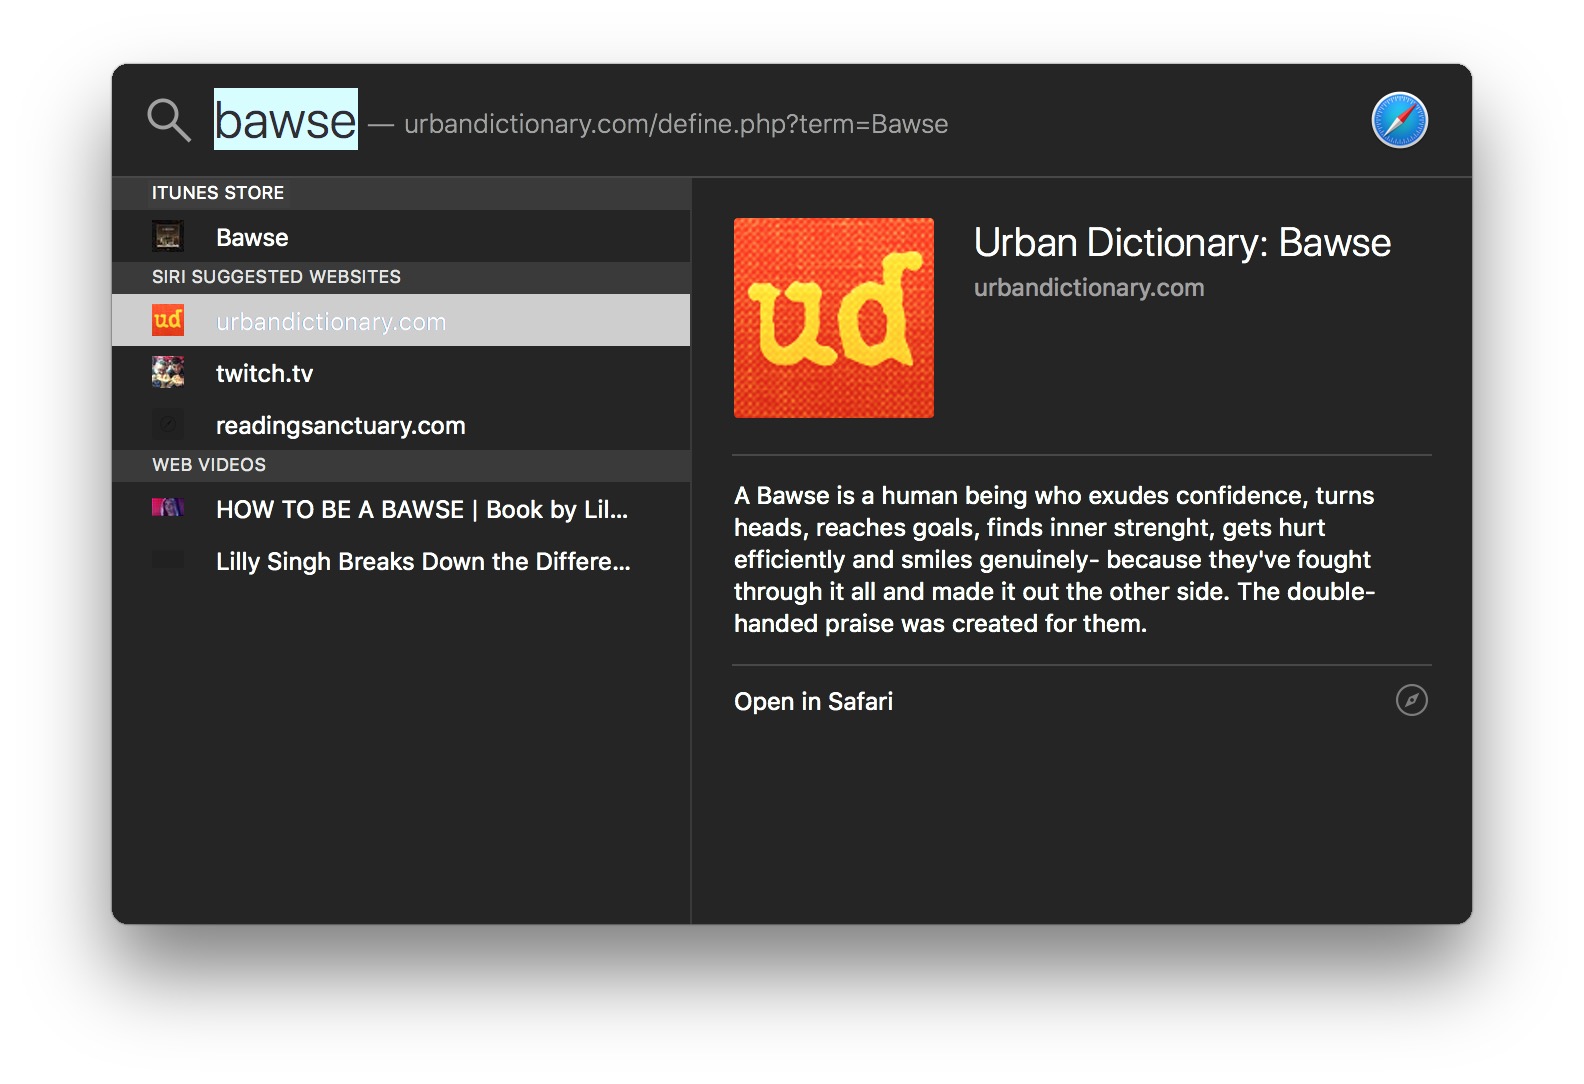 bawse — urbandictionary.com/define.php?term=Bawse
ITUNES STORE
Bawse
SIRI SUGGESTED WEBSITES
ud urbandictionary.com
twitch.tv
readingsanctuary.com
WEB VIDEOS
HOW TO BE A BAWSE | Book by Lil...
Lilly Singh Breaks Down the Differe...
ud
Urban Dictionary: Bawse
urbandictionary.com
A Bawse is a human being who exudes confidence, turns
heads, reaches goals, finds inner strenght, gets hurt
efficiently and smiles genuinely- because they've fought
through it all and made it out the other side. The double-
handed praise was created for them.
Open in Safari